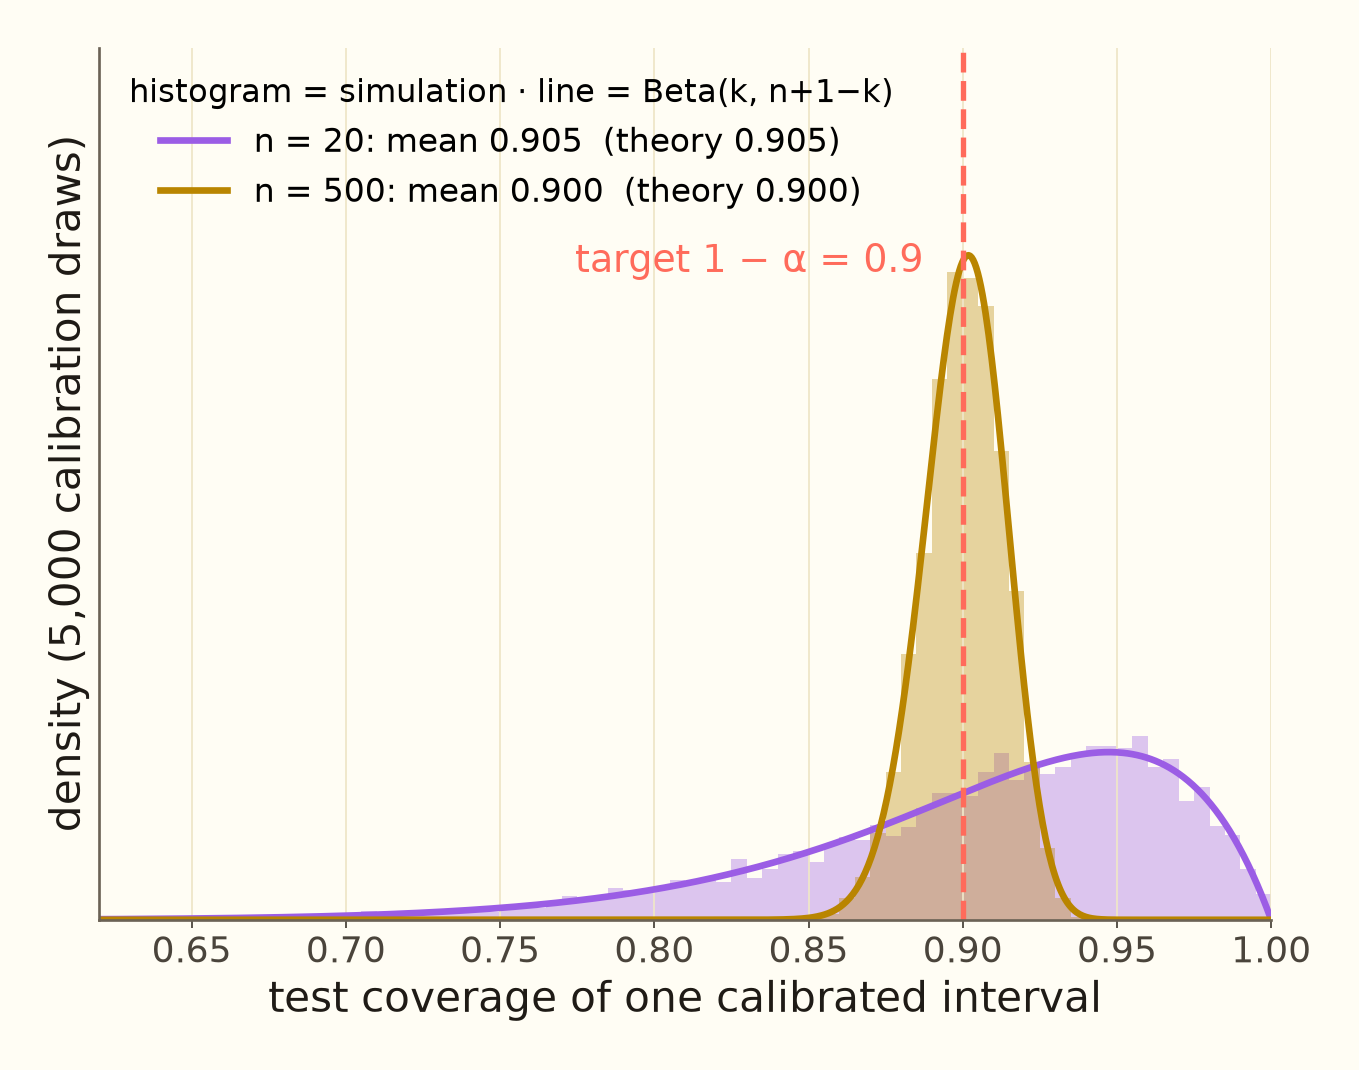 histogram = simulation · line = Beta(k, n+1−k)
n = 20: mean 0.905 (theory 0.905)
n = 500: mean 0.900 (theory 0.900)
target 1 − α = 0.9
density (5,000 calibration draws)
0.65 0.70 0.75 0.80 0.85 0.90 0.95 1.00
test coverage of one calibrated interval